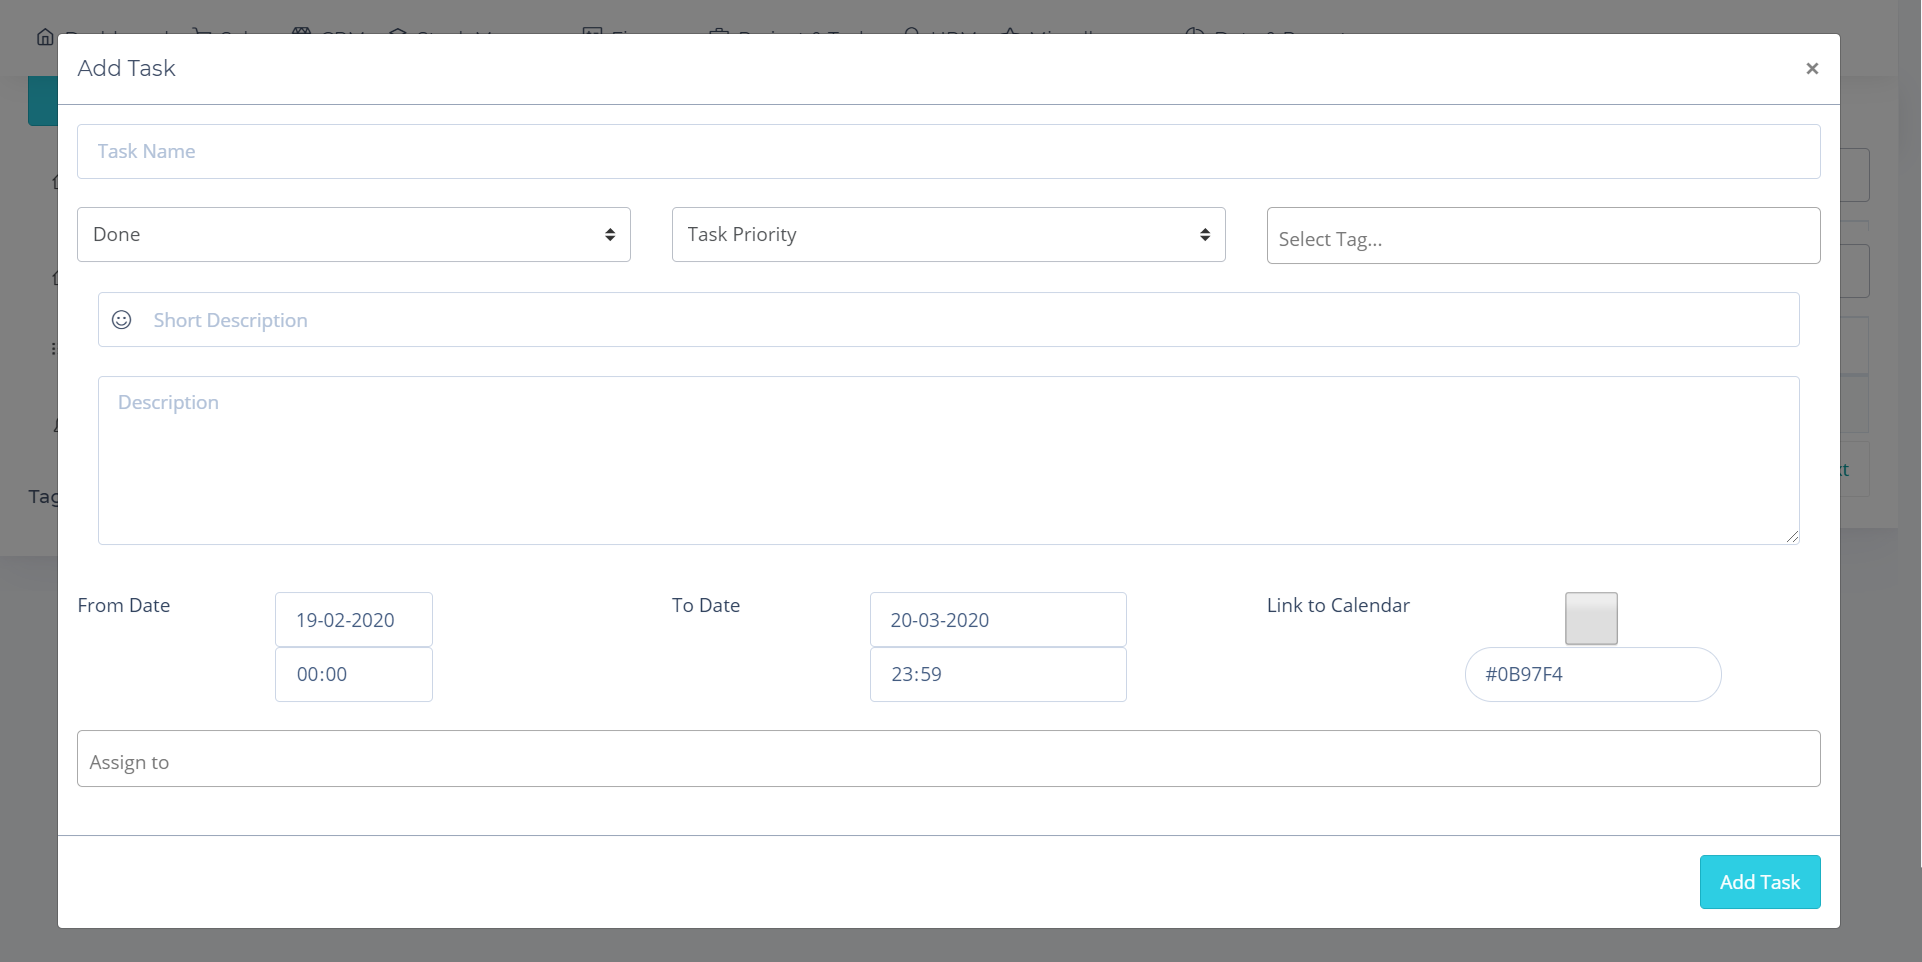 Add Task
×
Task Name
Done
Task Priority
Select Tag...
Short Description
Description
From Date
19-02-2020
To Date
20-03-2020
Link to Calendar
00:00
23:59
#0B97F4
Assign to
Add Task